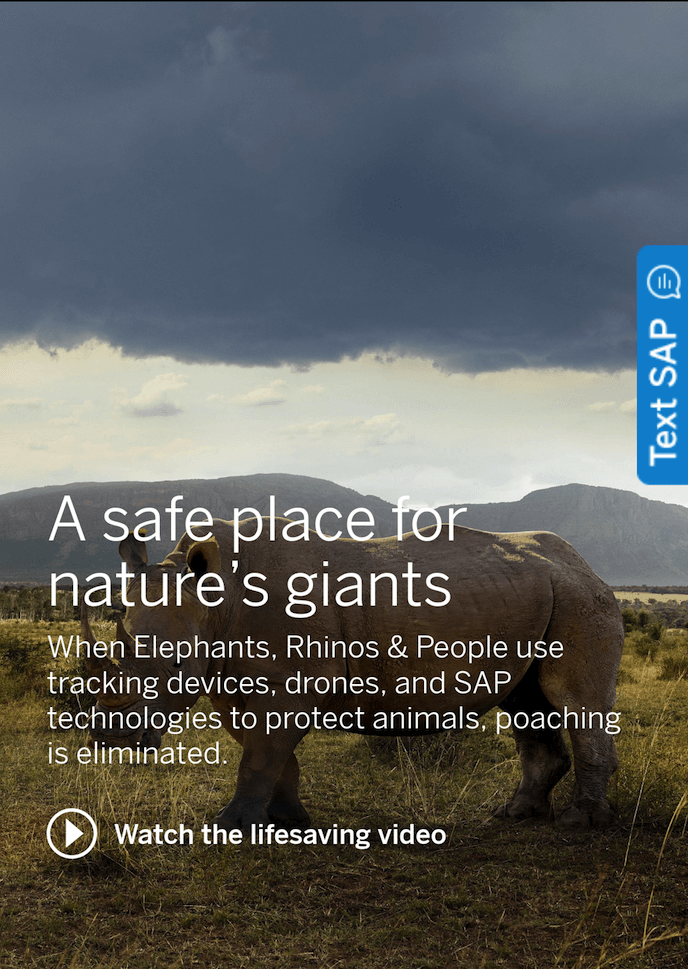 A safe place for
nature’s giants
When Elephants, Rhinos & People use
tracking devices, drones, and SAP
technologies to protect animals, poaching
is eliminated.
Watch the lifesaving video
Text SAP